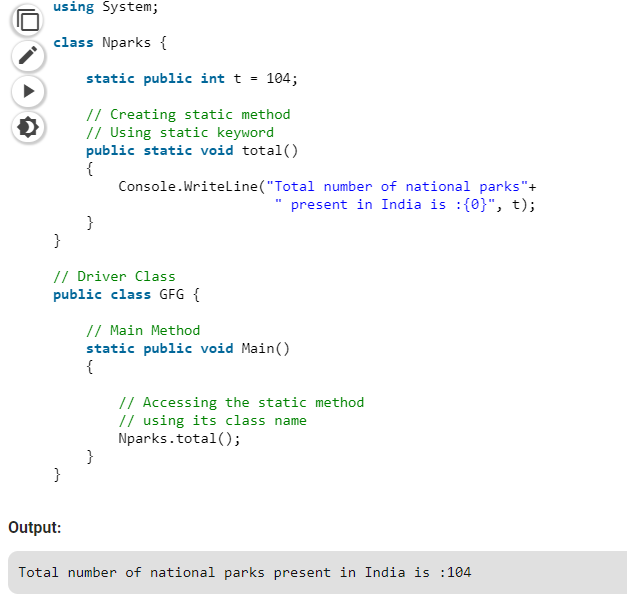 using System;
class Nparks {
static public int t = 104;
// Creating static method
// Using static keyword
public static void total()
{
Console.WriteLine("Total number of national parks"+
" present in India is :{0}", t);
}
}
// Driver Class
public class GFG {
// Main Method
static public void Main()
{
// Accessing the static method
// using its class name
Nparks.total();
}
}
Output:
Total number of national parks present in India is :104